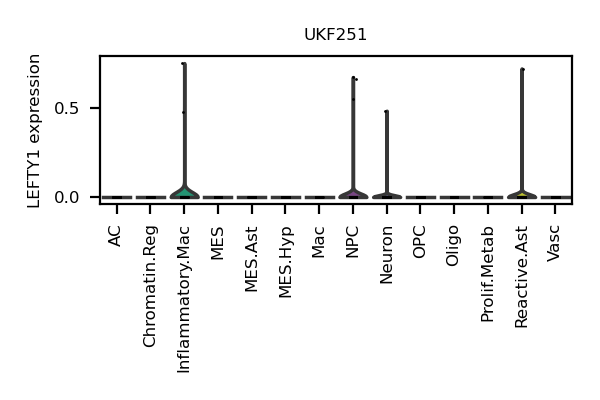 UKF251
LEFTY1 expression
0.5
0.0
AC
Chromatin.Reg
Inflammatory.Mac
MES
MES.Ast
MES.Hyp
Mac
NPC
Neuron
OPC
Oligo
Prolif.Metab
Reactive.Ast
Vasc